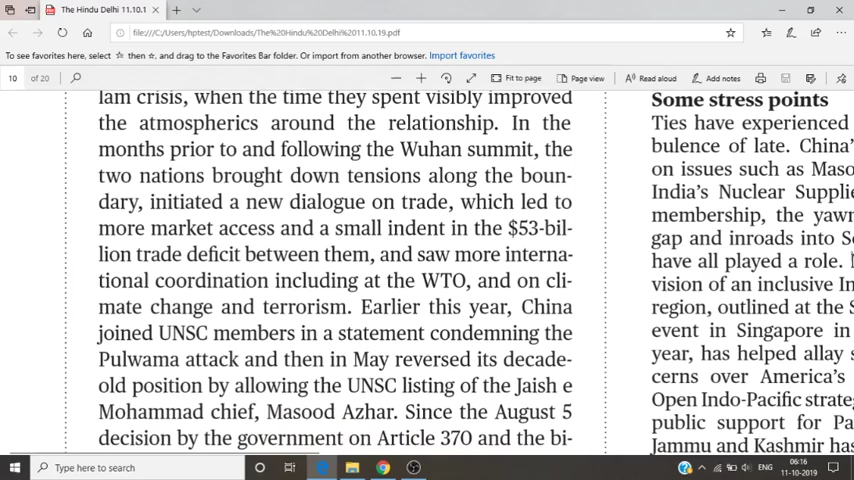 The Hindu Delhi 11.10.1
file:///C:/Users/hptest/Downloads/The%20Hindu%20Delhi%2011.10.19.pdf
To see favorites here, select ☆ then ☆, and drag to the Favorites Bar folder. Or import from another browser. Import favorites
10 of 20
Fit to page
Page view
Read aloud
Add notes
lam crisis, when the time they spent visibly improved
the atmospherics around the relationship. In the
months prior to and following the Wuhan summit, the
two nations brought down tensions along the boun-
dary, initiated a new dialogue on trade, which led to
more market access and a small indent in the $53-bil-
lion trade deficit between them, and saw more interna-
tional coordination including at the WTO, and on cli-
mate change and terrorism. Earlier this year, China
joined UNSC members in a statement condemning the
Pulwama attack and then in May reversed its decade-
old position by allowing the UNSC listing of the Jaish e
Mohammad chief, Masood Azhar. Since the August 5
decision by the government on Article 370 and the bi-
Some stress points
Ties have experienced
bulence of late. China'
on issues such as Maso
India's Nuclear Supplie
membership, the yawn
gap and inroads into So
have all played a role.
vision of an inclusive In
region, outlined at the S
event in Singapore in
year, has helped allay s
cerns over America's
Open Indo-Pacific strate
public support for Pa
Jammu and Kashmir has
Type here to search
ENG
06:16
11-10-2019